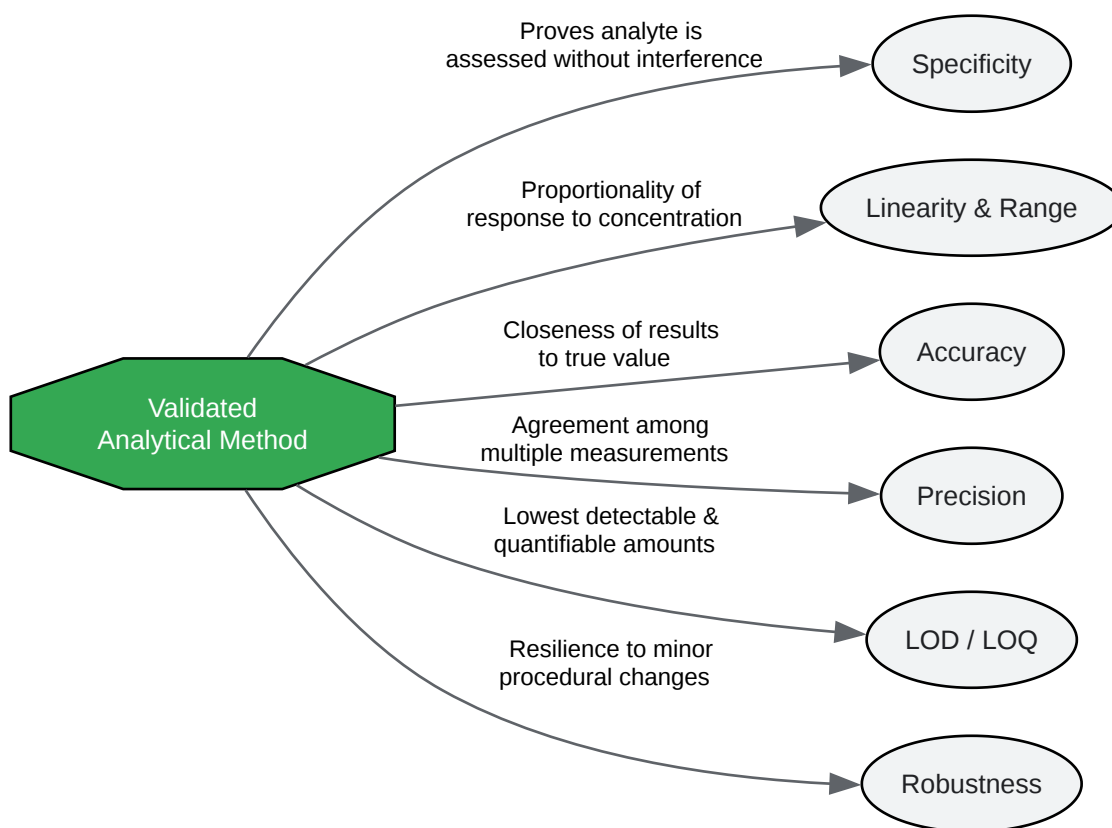 Proves analyte is
assessed without interference
Specificity
Proportionality of
response to concentration
Linearity & Range
Closeness of results
to true value
Accuracy
Validated
Analytical Method
Agreement among
multiple measurements
Precision
Lowest detectable &
quantifiable amounts
LOD / LOQ
Resilience to minor
procedural changes
Robustness